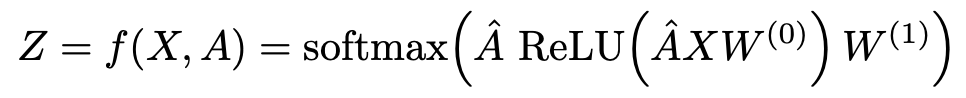 Z = f(X, A) = softmax(Â ReLU(ÂXW⁽⁰⁾) W⁽¹⁾)